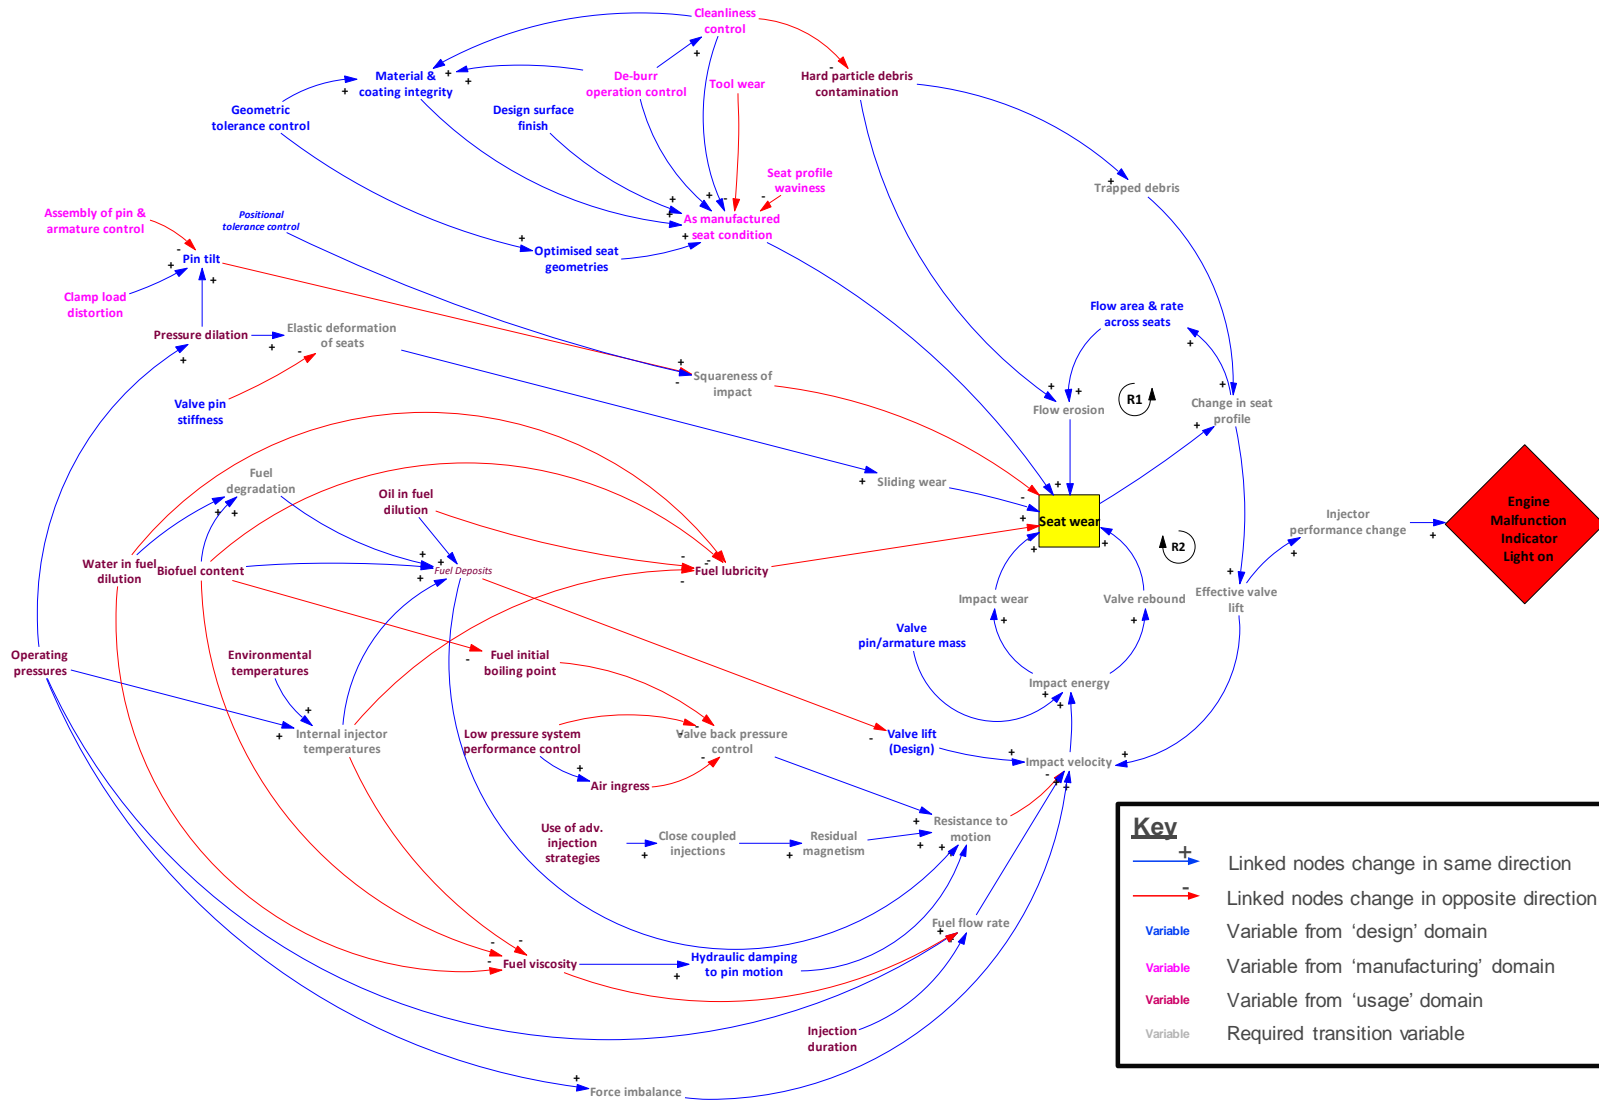 Cleanliness
control
Material &
coating integrity
De-burr
operation control
Tool wear
Hard particle debris
contamination
Geometric
tolerance control
Design surface
finish
Seat profile
waviness
Trapped debris
Assembly of pin &
armature control
Positional
tolerance control
As manufactured
seat condition
Pin tilt
Optimised seat
geometries
Clamp load
distortion
Flow area & rate
across seats
Pressure dilation
Elastic deformation
of seats
Squareness of
impact
Valve pin
stiffness
Flow erosion
R1
Change in seat
profile
Fuel
degradation
Oil in fuel
dilution
Sliding wear
Seat wear
Injector
performance change
Engine
Malfunction
Indicator
Light on
R2
Water in fuel
dilution
Biofuel content
Fuel Deposits
Fuel lubricity
Impact wear
Valve rebound
Effective valve
lift
Valve
pin/armature mass
Operating
pressures
Environmental
temperatures
Fuel initial
boiling point
Impact energy
Internal injector
temperatures
Low pressure system
performance control
Valve back pressure
control
Valve lift
(Design)
Impact velocity
Air ingress
Use of adv.
injection
strategies
Close coupled
injections
Residual
magnetism
Resistance to
motion
Fuel flow rate
Fuel viscosity
Hydraulic damping
to pin motion
Injection
duration
Force imbalance
Key
+
Linked nodes change in same direction
-
Linked nodes change in opposite direction
Variable Variable from ‘design’ domain
Variable Variable from ‘manufacturing’ domain
Variable Variable from ‘usage’ domain
Variable Required transition variable